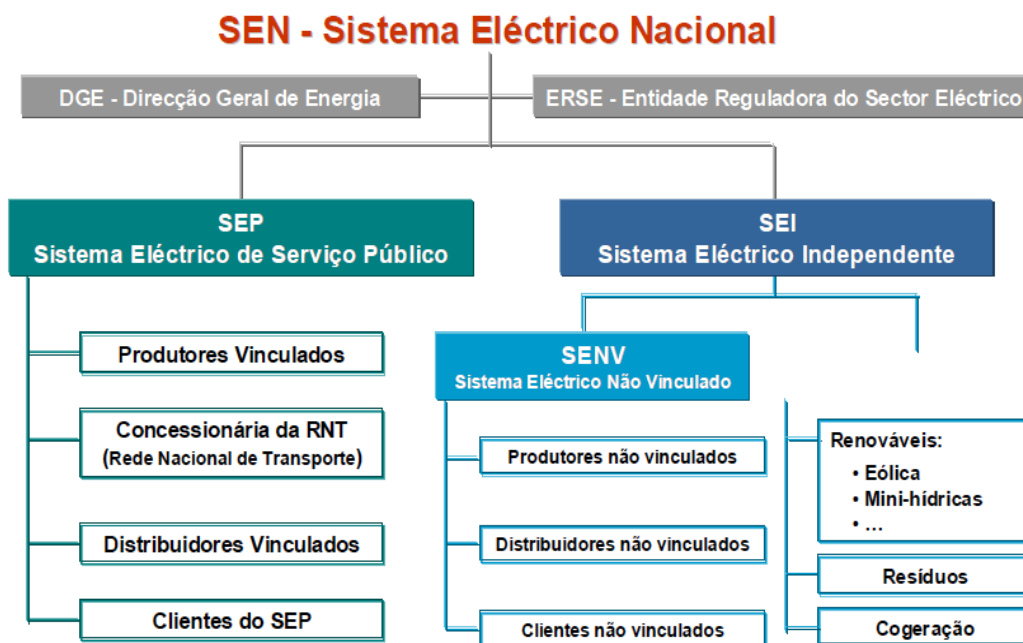 SEN - Sistema Eléctrico Nacional
DGE - Direcção Geral de Energia
ERSE - Entidade Reguladora do Sector Eléctrico
SEP
Sistema Eléctrico de Serviço Público
SEI
Sistema Eléctrico Independente
Produtores Vinculados
Concessionária da RNT
(Rede Nacional de Transporte)
Distribuidores Vinculados
Clientes do SEP
SENV
Sistema Eléctrico Não Vinculado
Produtores não vinculados
Distribuidores não vinculados
Clientes não vinculados
Renováveis:
• Eólica
• Mini-hídricas
• ...
Resíduos
Cogeração